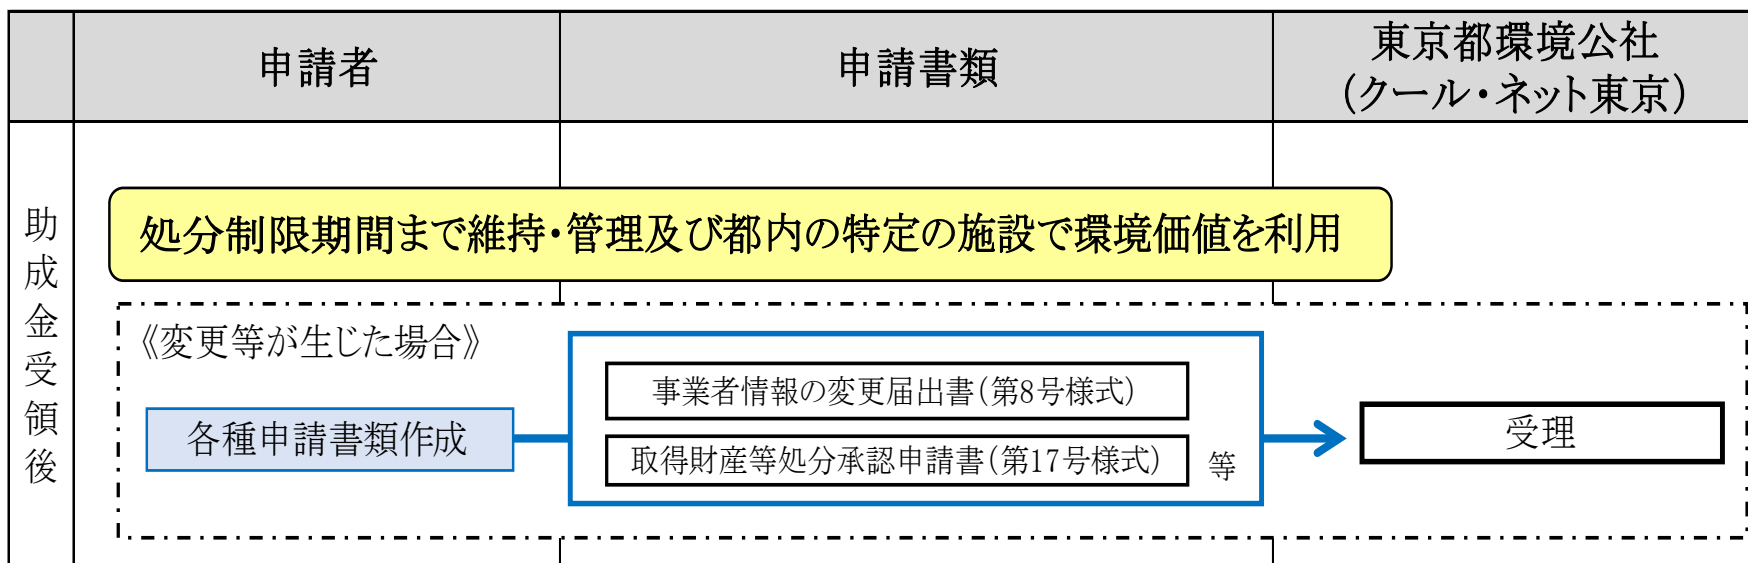 申請者
申請書類
東京都環境公社
(クール・ネット東京)
助成金受領後
処分制限期間まで維持・管理及び都内の特定の施設で環境価値を利用
《変更等が生じた場合》
各種申請書類作成
事業者情報の変更届出書(第8号様式)
取得財産等処分承認申請書(第17号様式)
等
受理